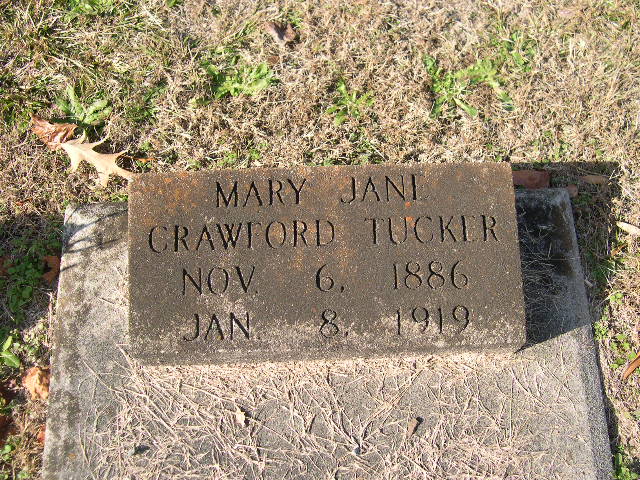 MARY JANE
CRAWFORD TUCKER
NOV. 6, 1886
JAN. 8, 1919